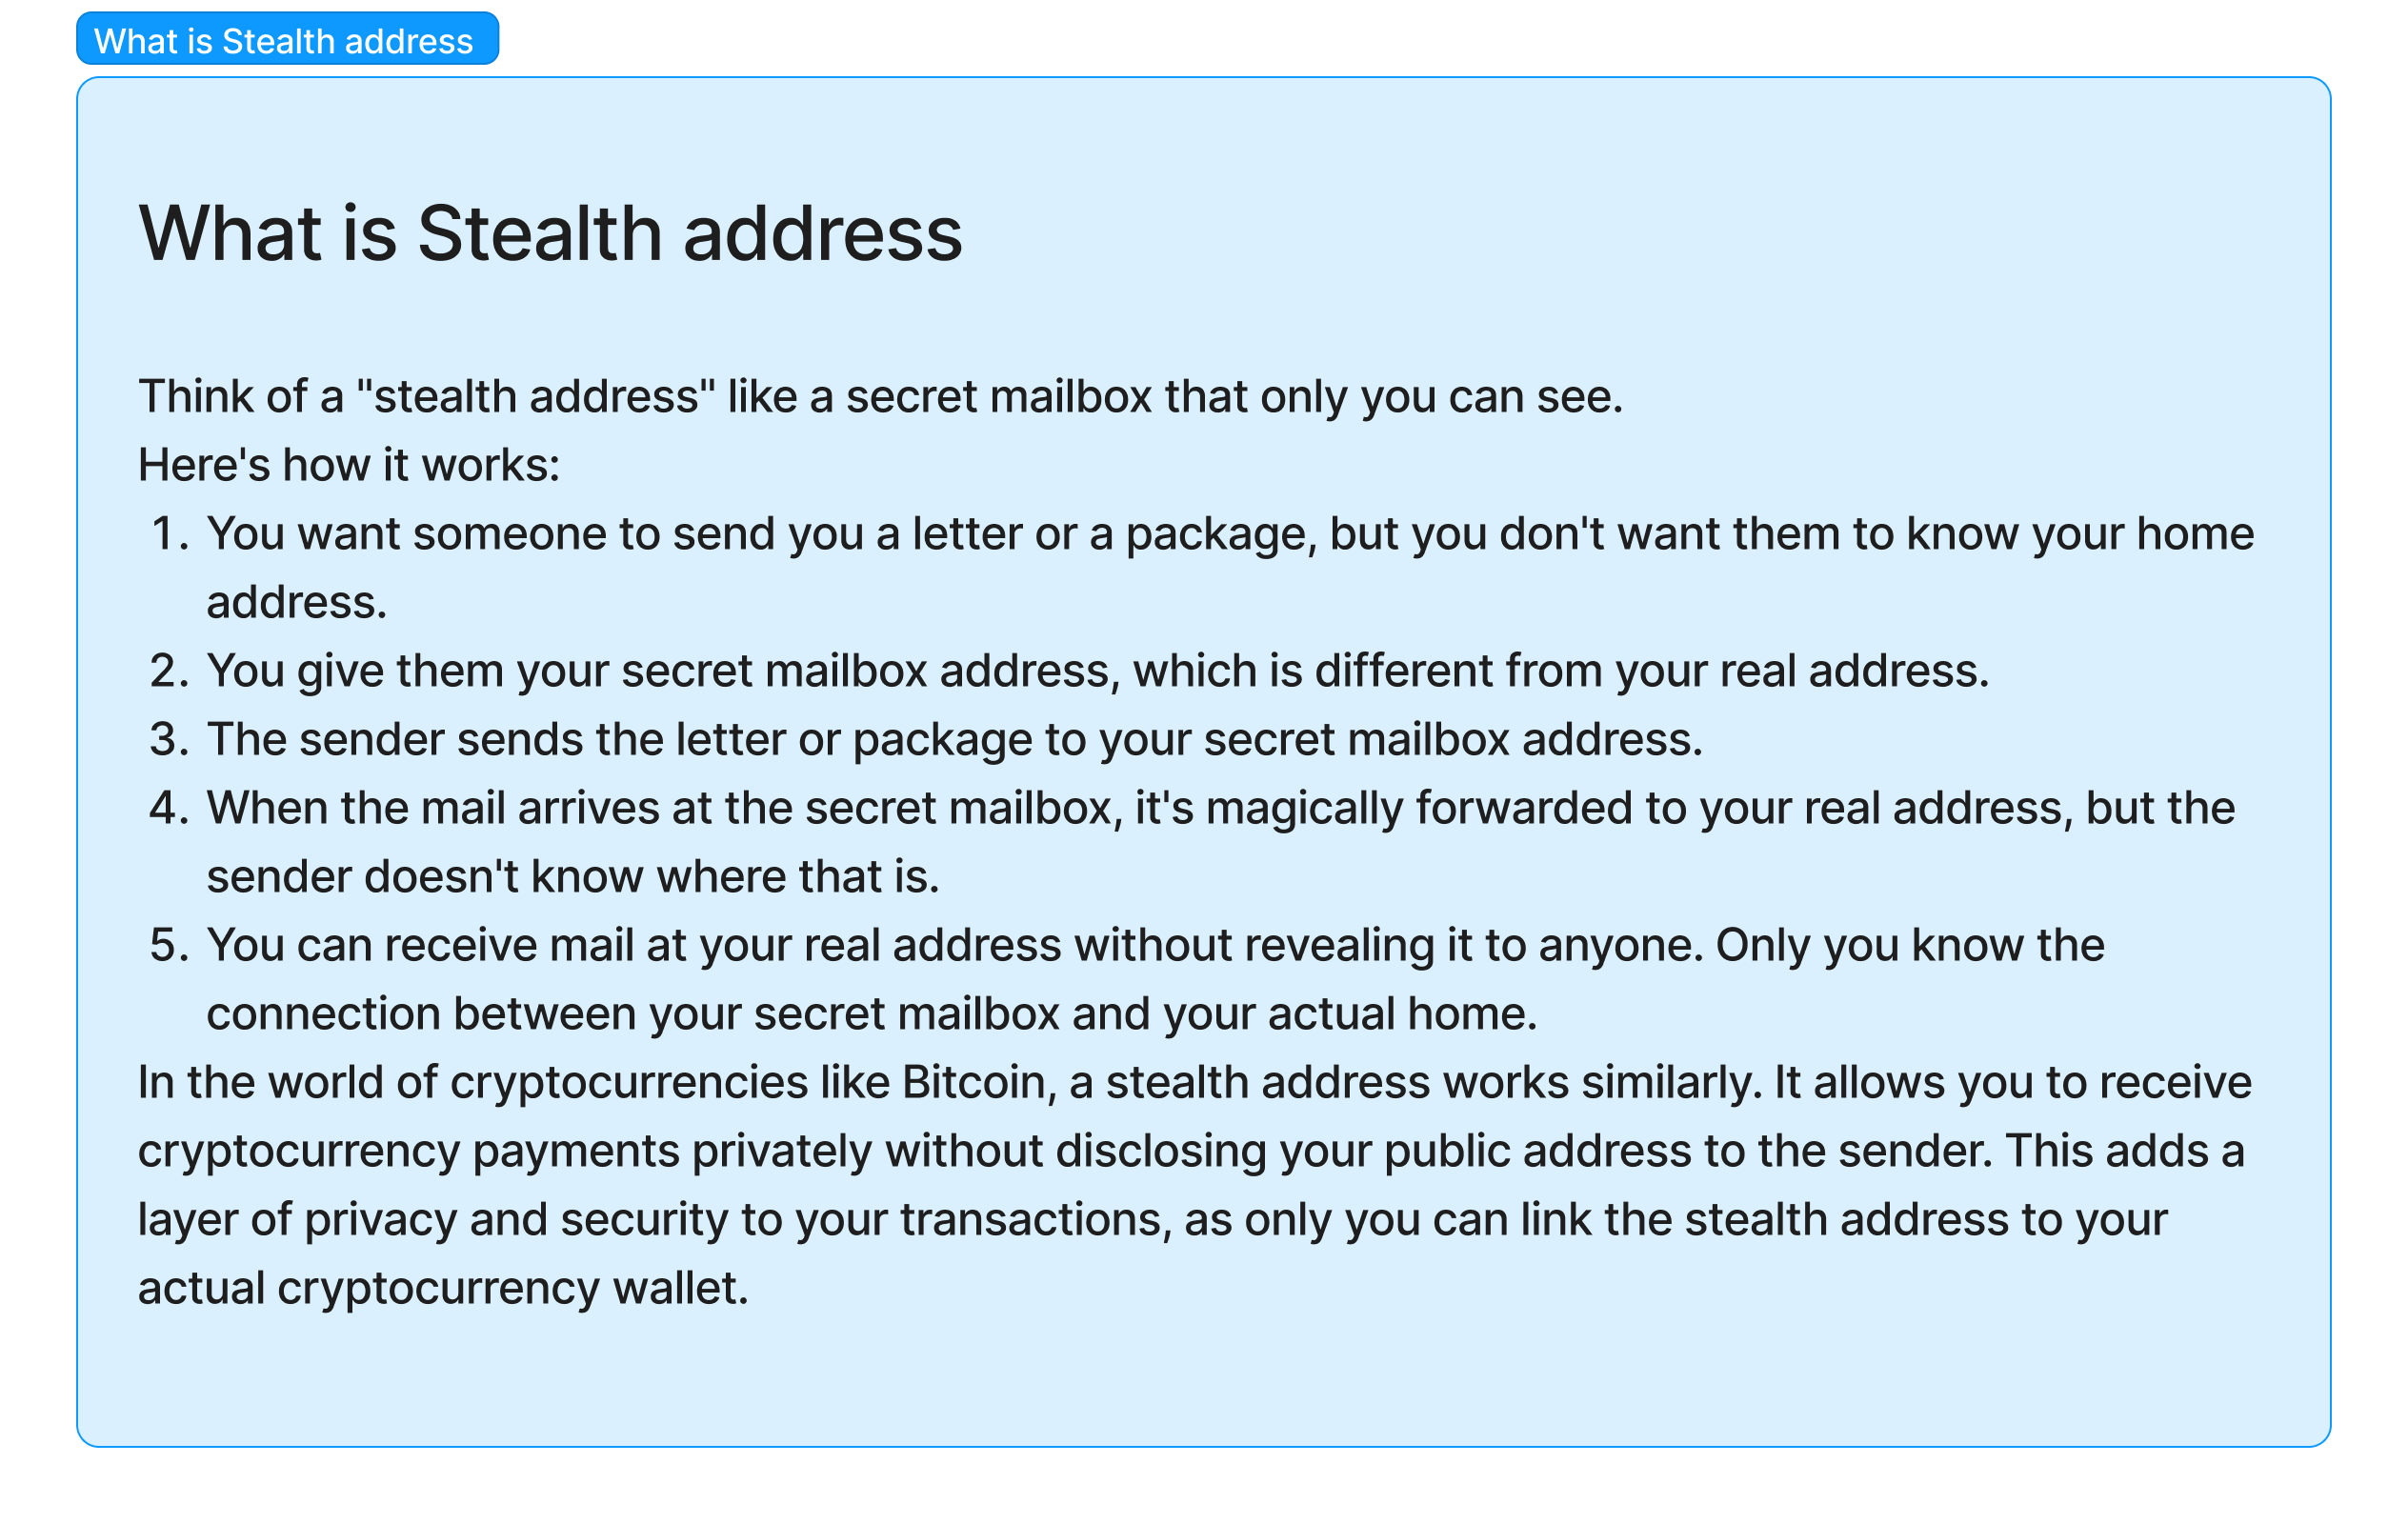 What is Stealth address
What is Stealth address
Think of a "stealth address" like a secret mailbox that only you can see.
Here's how it works:
1. You want someone to send you a letter or a package, but you don't want them to know your home
address.
2. You give them your secret mailbox address, which is different from your real address.
3. The sender sends the letter or package to your secret mailbox address.
4. When the mail arrives at the secret mailbox, it's magically forwarded to your real address, but the
sender doesn't know where that is.
5. You can receive mail at your real address without revealing it to anyone. Only you know the
connection between your secret mailbox and your actual home.
In the world of cryptocurrencies like Bitcoin, a stealth address works similarly. It allows you to receive
cryptocurrency payments privately without disclosing your public address to the sender. This adds a
layer of privacy and security to your transactions, as only you can link the stealth address to your
actual cryptocurrency wallet.